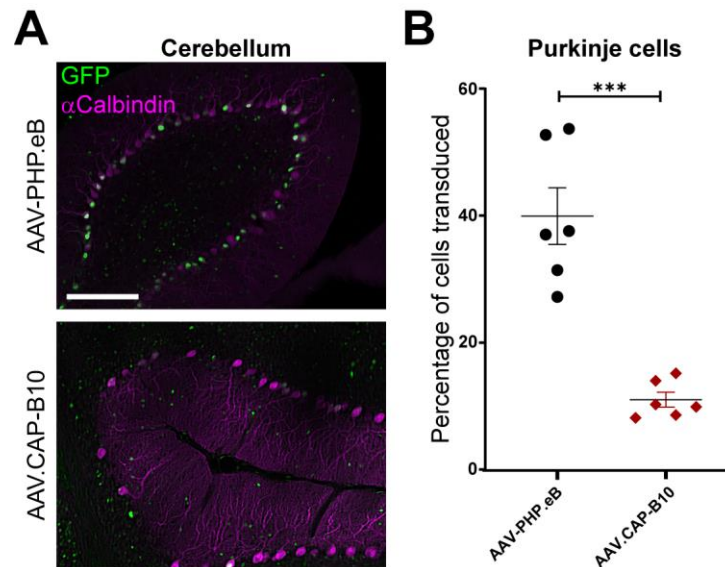 A
Cerebellum
GFP
αCalbindin
AAV-PHP.eB
AAV.CAP-B10
B
Purkinje cells
***
Percentage of cells transduced
60
40
20
0
AAV-PHP.eB
AAV.CAP-B10